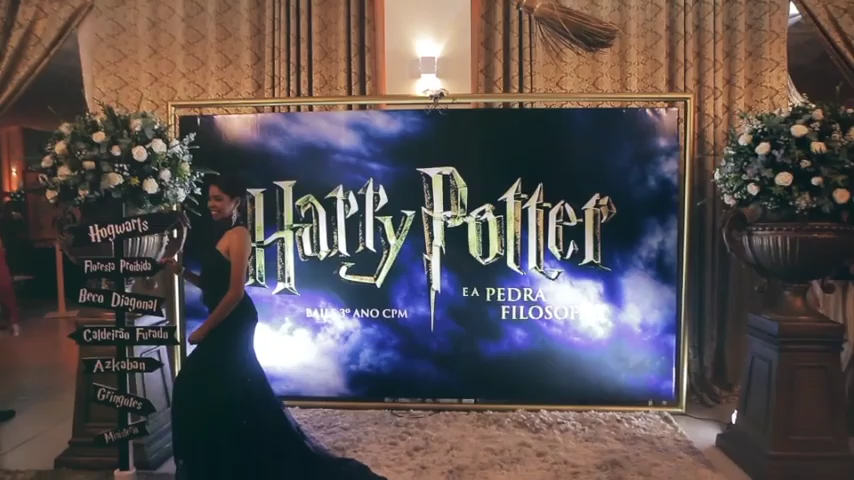 Harry Potter
E A PEDRA
FILOSOF
BAILE 3º ANO CPM
Hogwarts
Floresta Proibida
Beco Diagonal
Caldeirão Furado
Azkaban
Gringotes